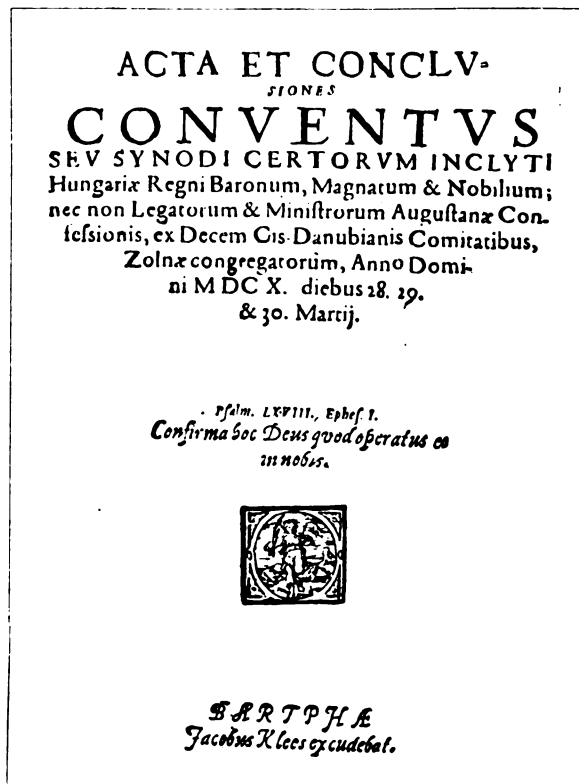 ACTA ET CONCLV-
SIONES
CONVENTVS
SEV SYNODI CERTORVM INCLYTI
Hungariæ Regni Baronum, Magnatum & Nobilium;
nec non Legatorum & Miniſtrorum Auguſtanæ Con-
feſsionis, ex Decem Cis-Danubianis Comitatibus,
Zolnæ congregatorum, Anno Domi-
ni M DC X. diebus 28. 29.
& 30. Martij.
Pſalm. LXVIII., Epheſ. 1.
Confirma hoc Deus quod operatus es
in nobis.
BARTPHÆ
Jacobus Klees excudebat.